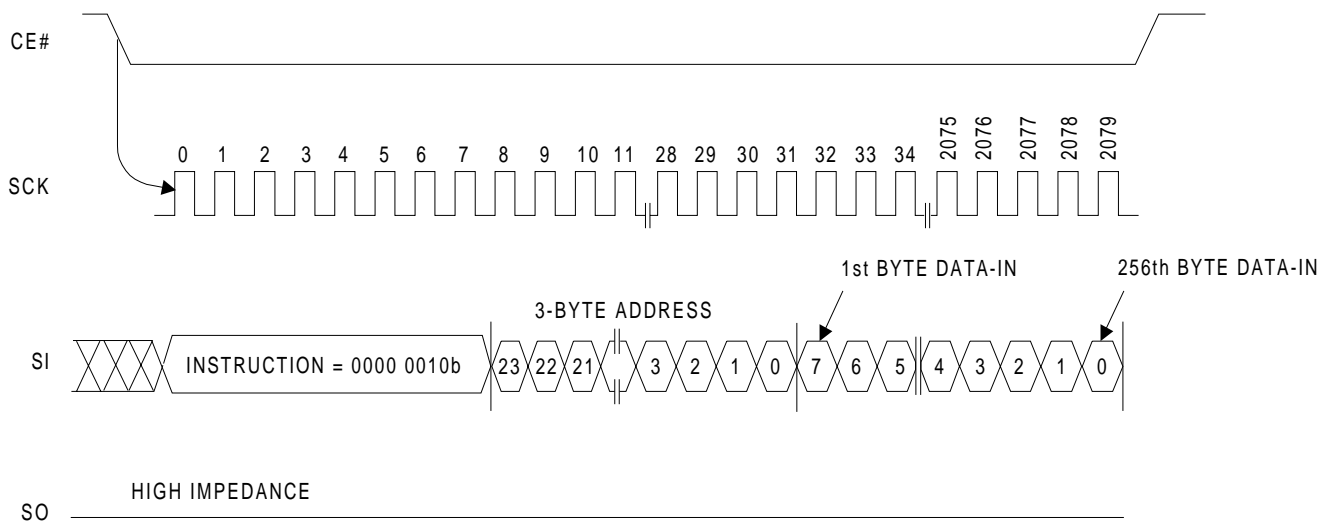 CE#
0 1 2 3 4 5 6 7 8 9 10 11 28 29 30 31 32 33 34 2075 2076 2077 2078 2079
SCK
1st BYTE DATA-IN 256th BYTE DATA-IN
3-BYTE ADDRESS
SI INSTRUCTION = 0000 0010b 23 22 21 3 2 1 0 7 6 5 4 3 2 1 0
HIGH IMPEDANCE
SO